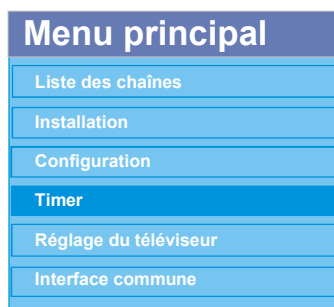 Menu principal
Liste des chaînes
Installation
Configuration
Timer
Réglage du téléviseur
Interface commune